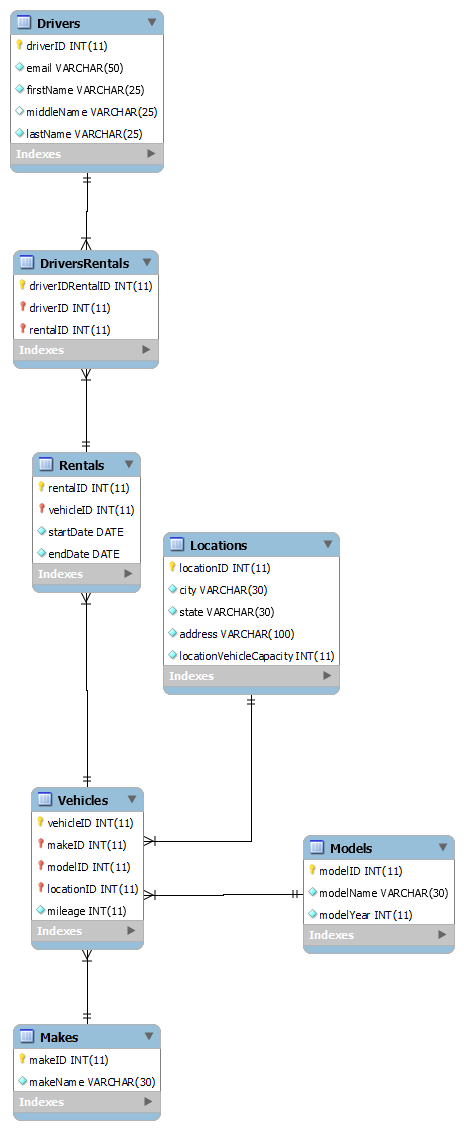 Drivers
driverID INT(11)
email VARCHAR(50)
firstName VARCHAR(25)
middleName VARCHAR(25)
lastName VARCHAR(25)
Indexes
DriversRentals
driverIDRentalID INT(11)
driverID INT(11)
rentalID INT(11)
Indexes
Rentals
rentalID INT(11)
vehicleID INT(11)
startDate DATE
endDate DATE
Indexes
Locations
locationID INT(11)
city VARCHAR(30)
state VARCHAR(30)
address VARCHAR(100)
locationVehicleCapacity INT(11)
Indexes
Vehicles
vehicleID INT(11)
makeID INT(11)
modelID INT(11)
locationID INT(11)
mileage INT(11)
Indexes
Models
modelID INT(11)
modelName VARCHAR(30)
modelYear INT(11)
Indexes
Makes
makeID INT(11)
makeName VARCHAR(30)
Indexes